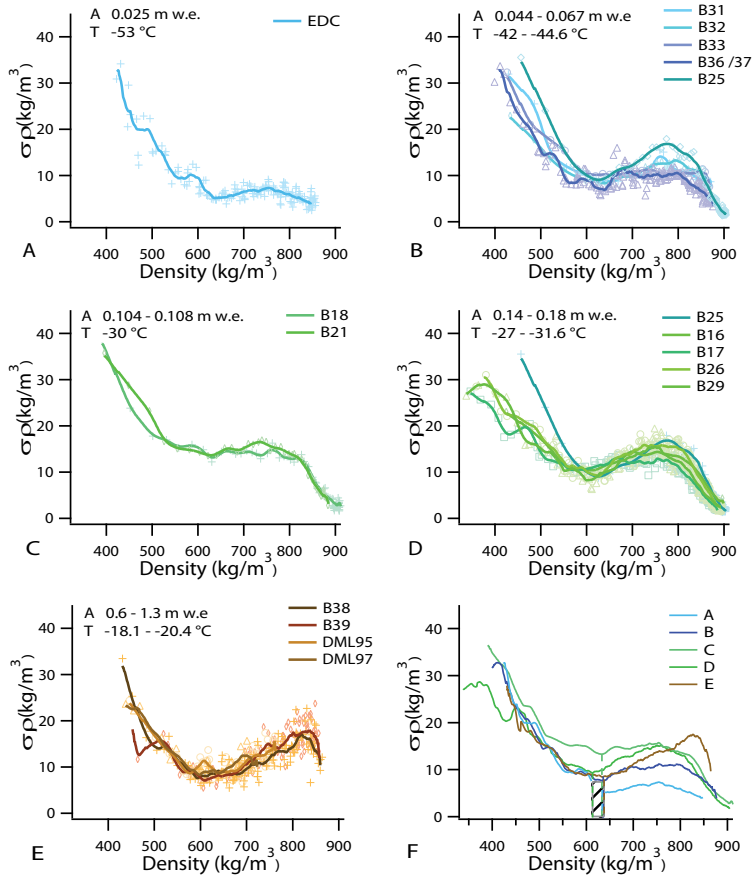 A 0.025 m w.e.
T -53 °C
EDC
40
30
20
10
0
σρ(kg/m³)
400 500 600 700 800 900
Density (kg/m³)
A
A 0.044 - 0.067 m w.e
T -42 - -44.6 °C
B31
B32
B33
B36 /37
B25
40
30
20
10
0
σρ(kg/m³)
400 500 600 700 800 900
Density (kg/m³)
B
A 0.104 - 0.108 m w.e.
T -30 °C
B18
B21
40
30
20
10
0
σρ(kg/m³)
400 500 600 700 800 900
Density (kg/m³)
C
A 0.14 - 0.18 m w.e.
T -27 - -31.6 °C
B25
B16
B17
B26
B29
40
30
20
10
0
σρ(kg/m³)
400 500 600 700 800 900
Density (kg/m³)
D
A 0.6 - 1.3 m w.e
T -18.1 - -20.4 °C
B38
B39
DML95
DML97
40
30
20
10
0
σρ(kg/m³)
400 500 600 700 800 900
Density (kg/m³)
E
A
B
C
D
E
40
30
20
10
0
σρ(kg/m³)
400 500 600 700 800 900
Density (kg/m³)
F